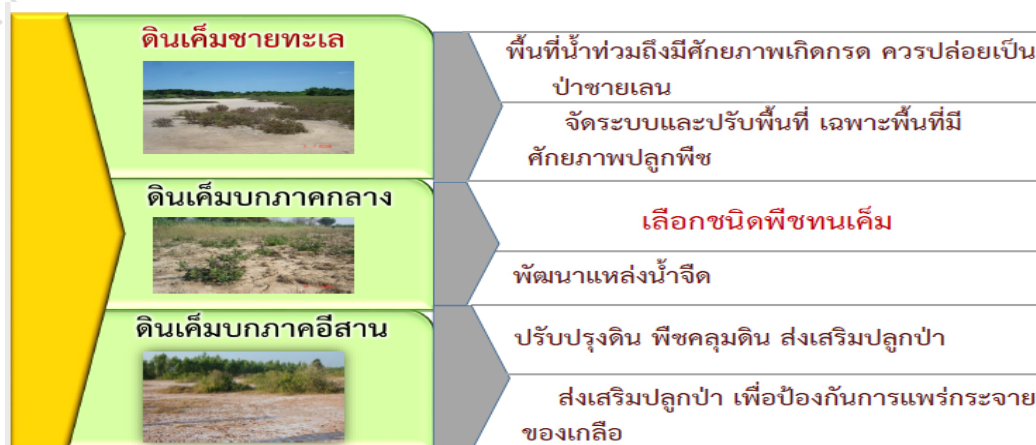 ดินเค็มชายทะเล
พื้นที่น้ำท่วมถึงมีศักยภาพเกิดกรด ควรปล่อยเป็น
ป่าชายเลน
จัดระบบและปรับพื้นที่ เฉพาะพื้นที่มี
ศักยภาพปลูกพืช
ดินเค็มบกภาคกลาง
เลือกชนิดพืชทนเค็ม
พัฒนาแหล่งน้ำจืด
ดินเค็มบกภาคอีสาน
ปรับปรุงดิน พืชคลุมดิน ส่งเสริมปลูกป่า
ส่งเสริมปลูกป่า เพื่อป้องกันการแพร่กระจาย
ของเกลือ